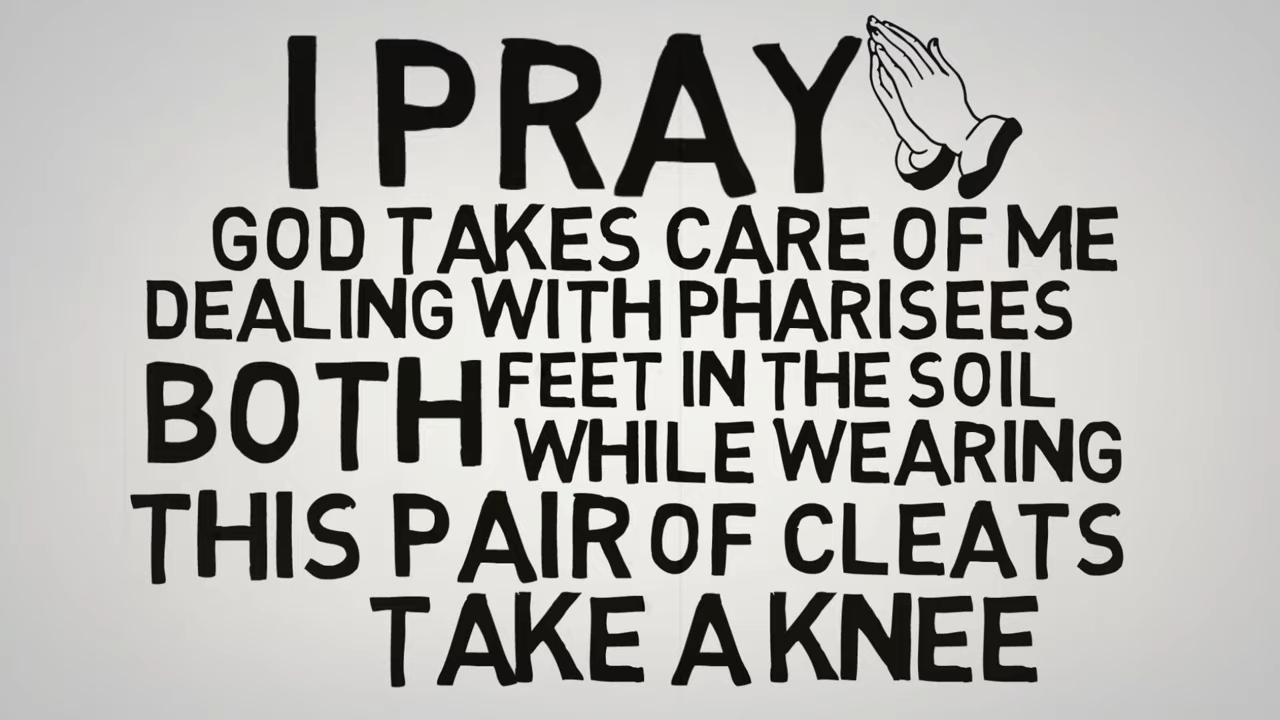 I PRAY
GOD TAKES CARE OF ME
DEALING WITH PHARISEES
BOTH FEET IN THE SOIL
WHILE WEARING
THIS PAIR OF CLEATS
TAKE A KNEE